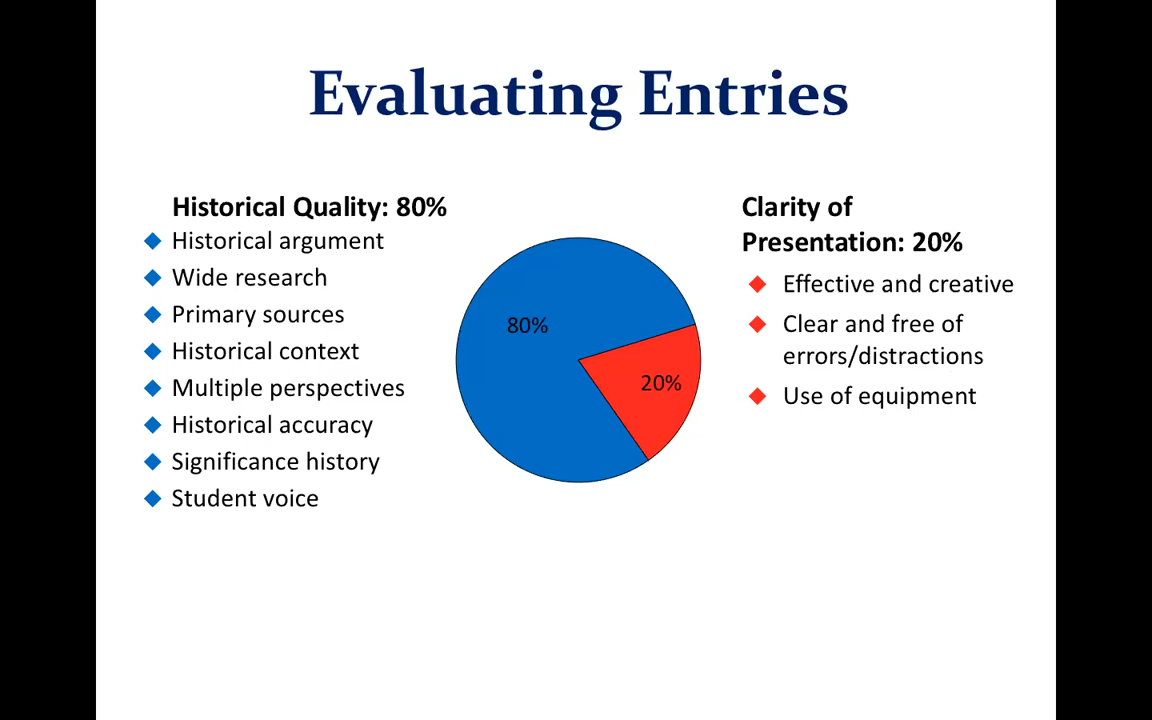 Evaluating Entries
Historical Quality: 80%
Historical argument
Wide research
Primary sources
Historical context
Multiple perspectives
Historical accuracy
Significance history
Student voice
80%
20%
Clarity of
Presentation: 20%
Effective and creative
Clear and free of
errors/distractions
Use of equipment